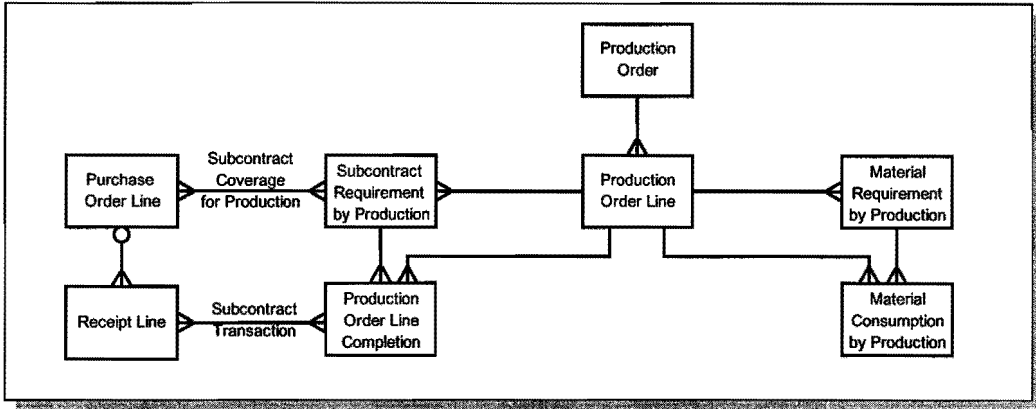 Production
Order
Purchase
Order Line
Subcontract
Coverage
for Production
Subcontract
Requirement
by Production
Production
Order Line
Material
Requirement
by Production
Receipt Line
Subcontract
Transaction
Production
Order Line
Completion
Material
Consumption
by Production